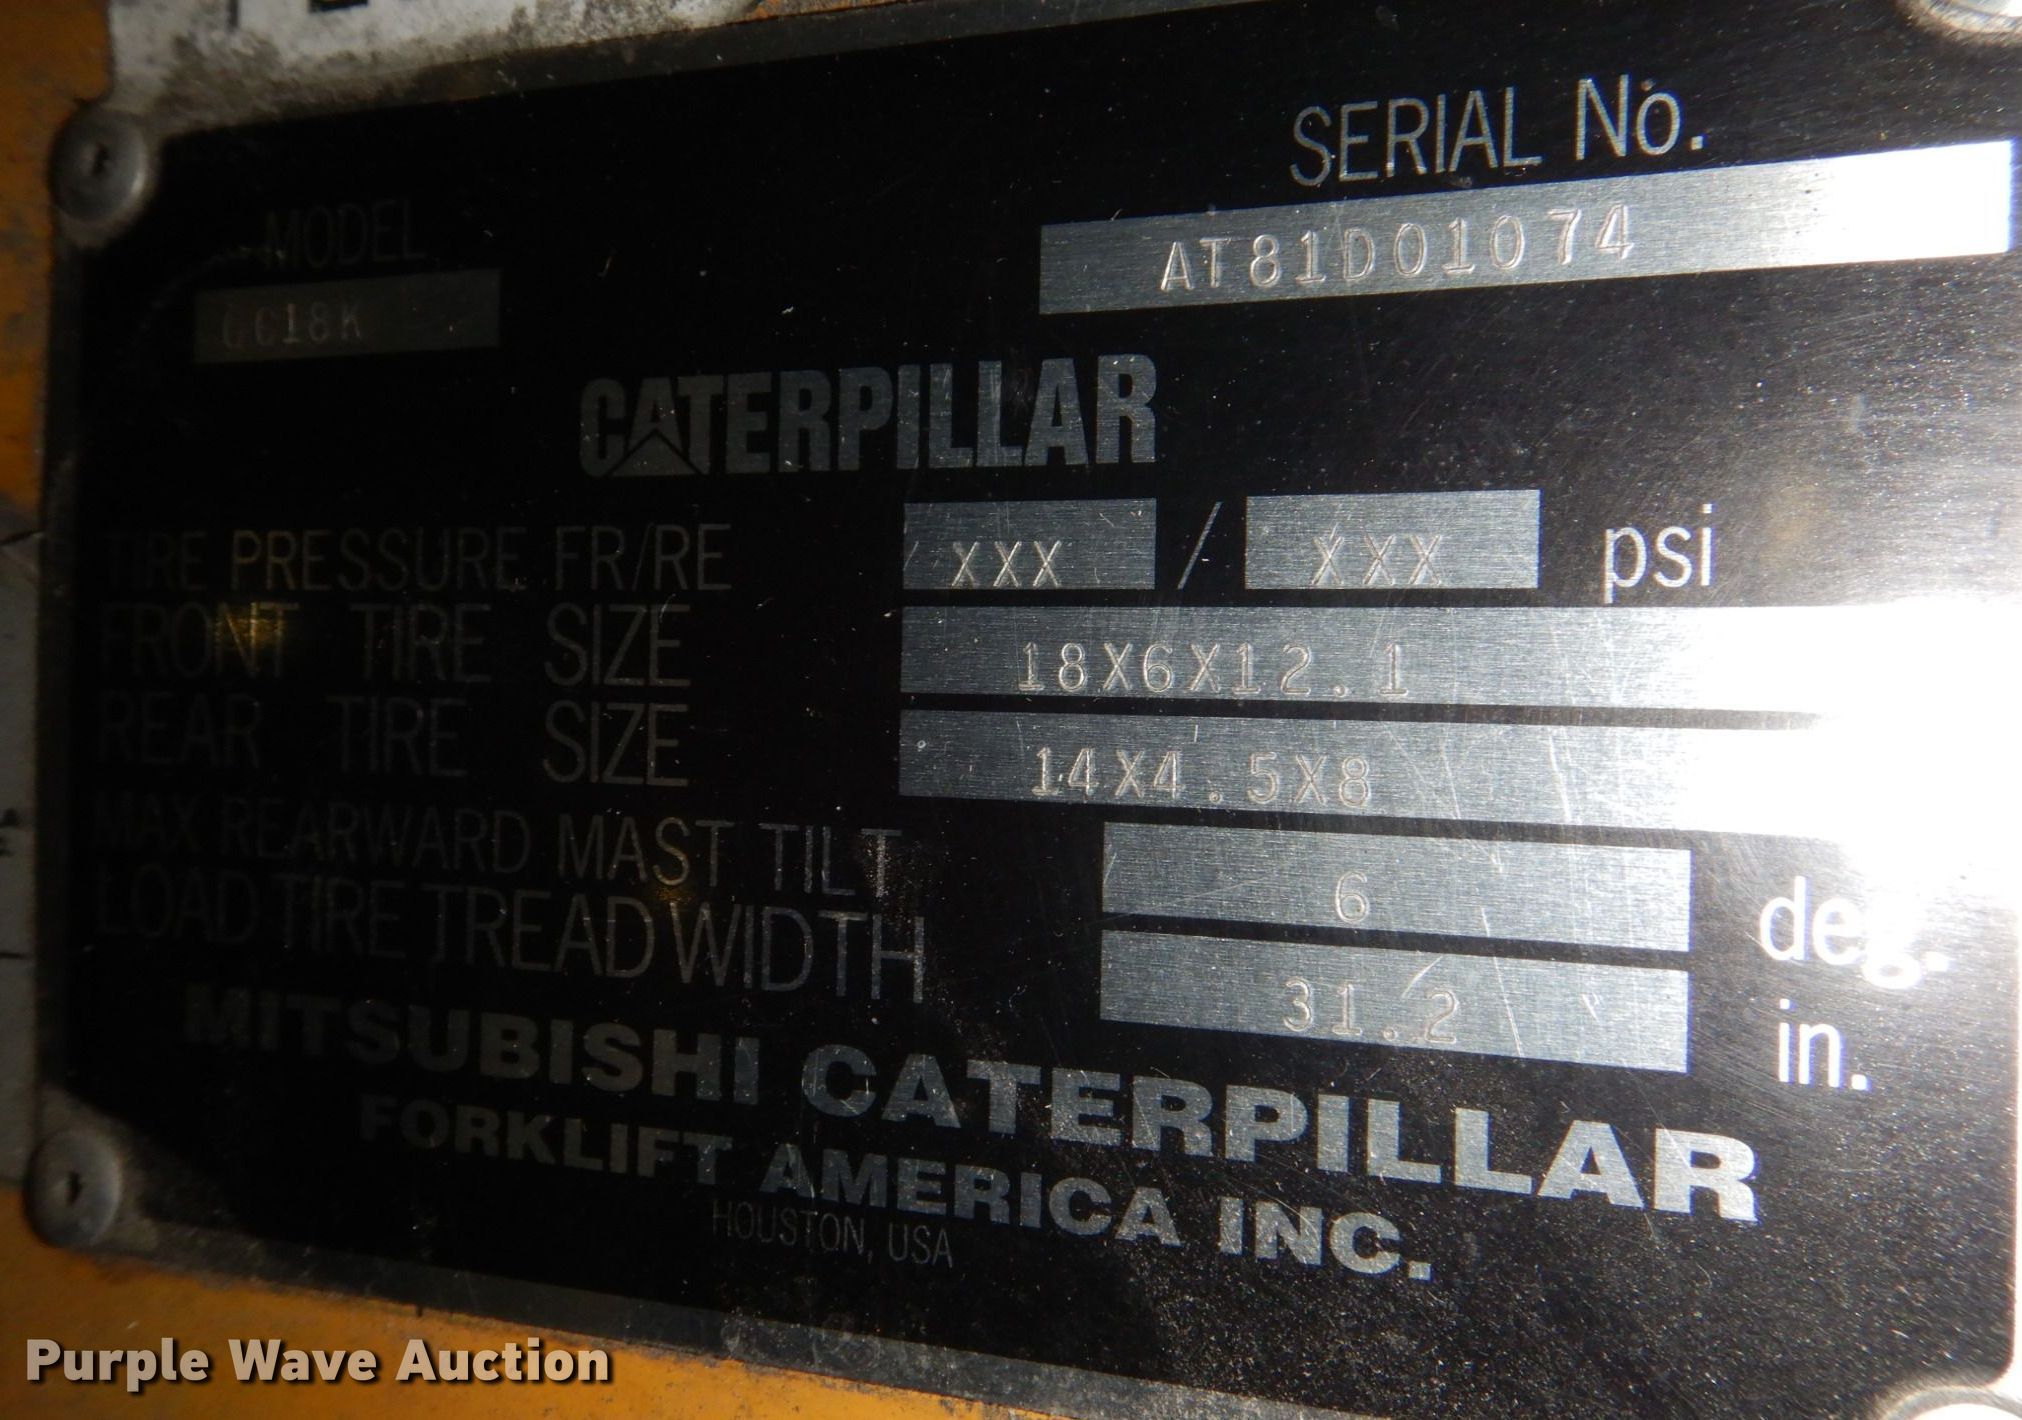 SERIAL No.
AT81D01074
MODEL
GC18K
CATERPILLAR
TIRE PRESSURE FR/RE XXX / XXX psi
FRONT TIRE SIZE 18X6X12.1
REAR TIRE SIZE 14X4.5X8
MAX REARWARD MAST TILT 6 deg.
LOAD TIRE TREAD WIDTH 31.2 in.
MITSUBISHI CATERPILLAR
FORKLIFT AMERICA INC.
HOUSTON, USA
Purple Wave Auction